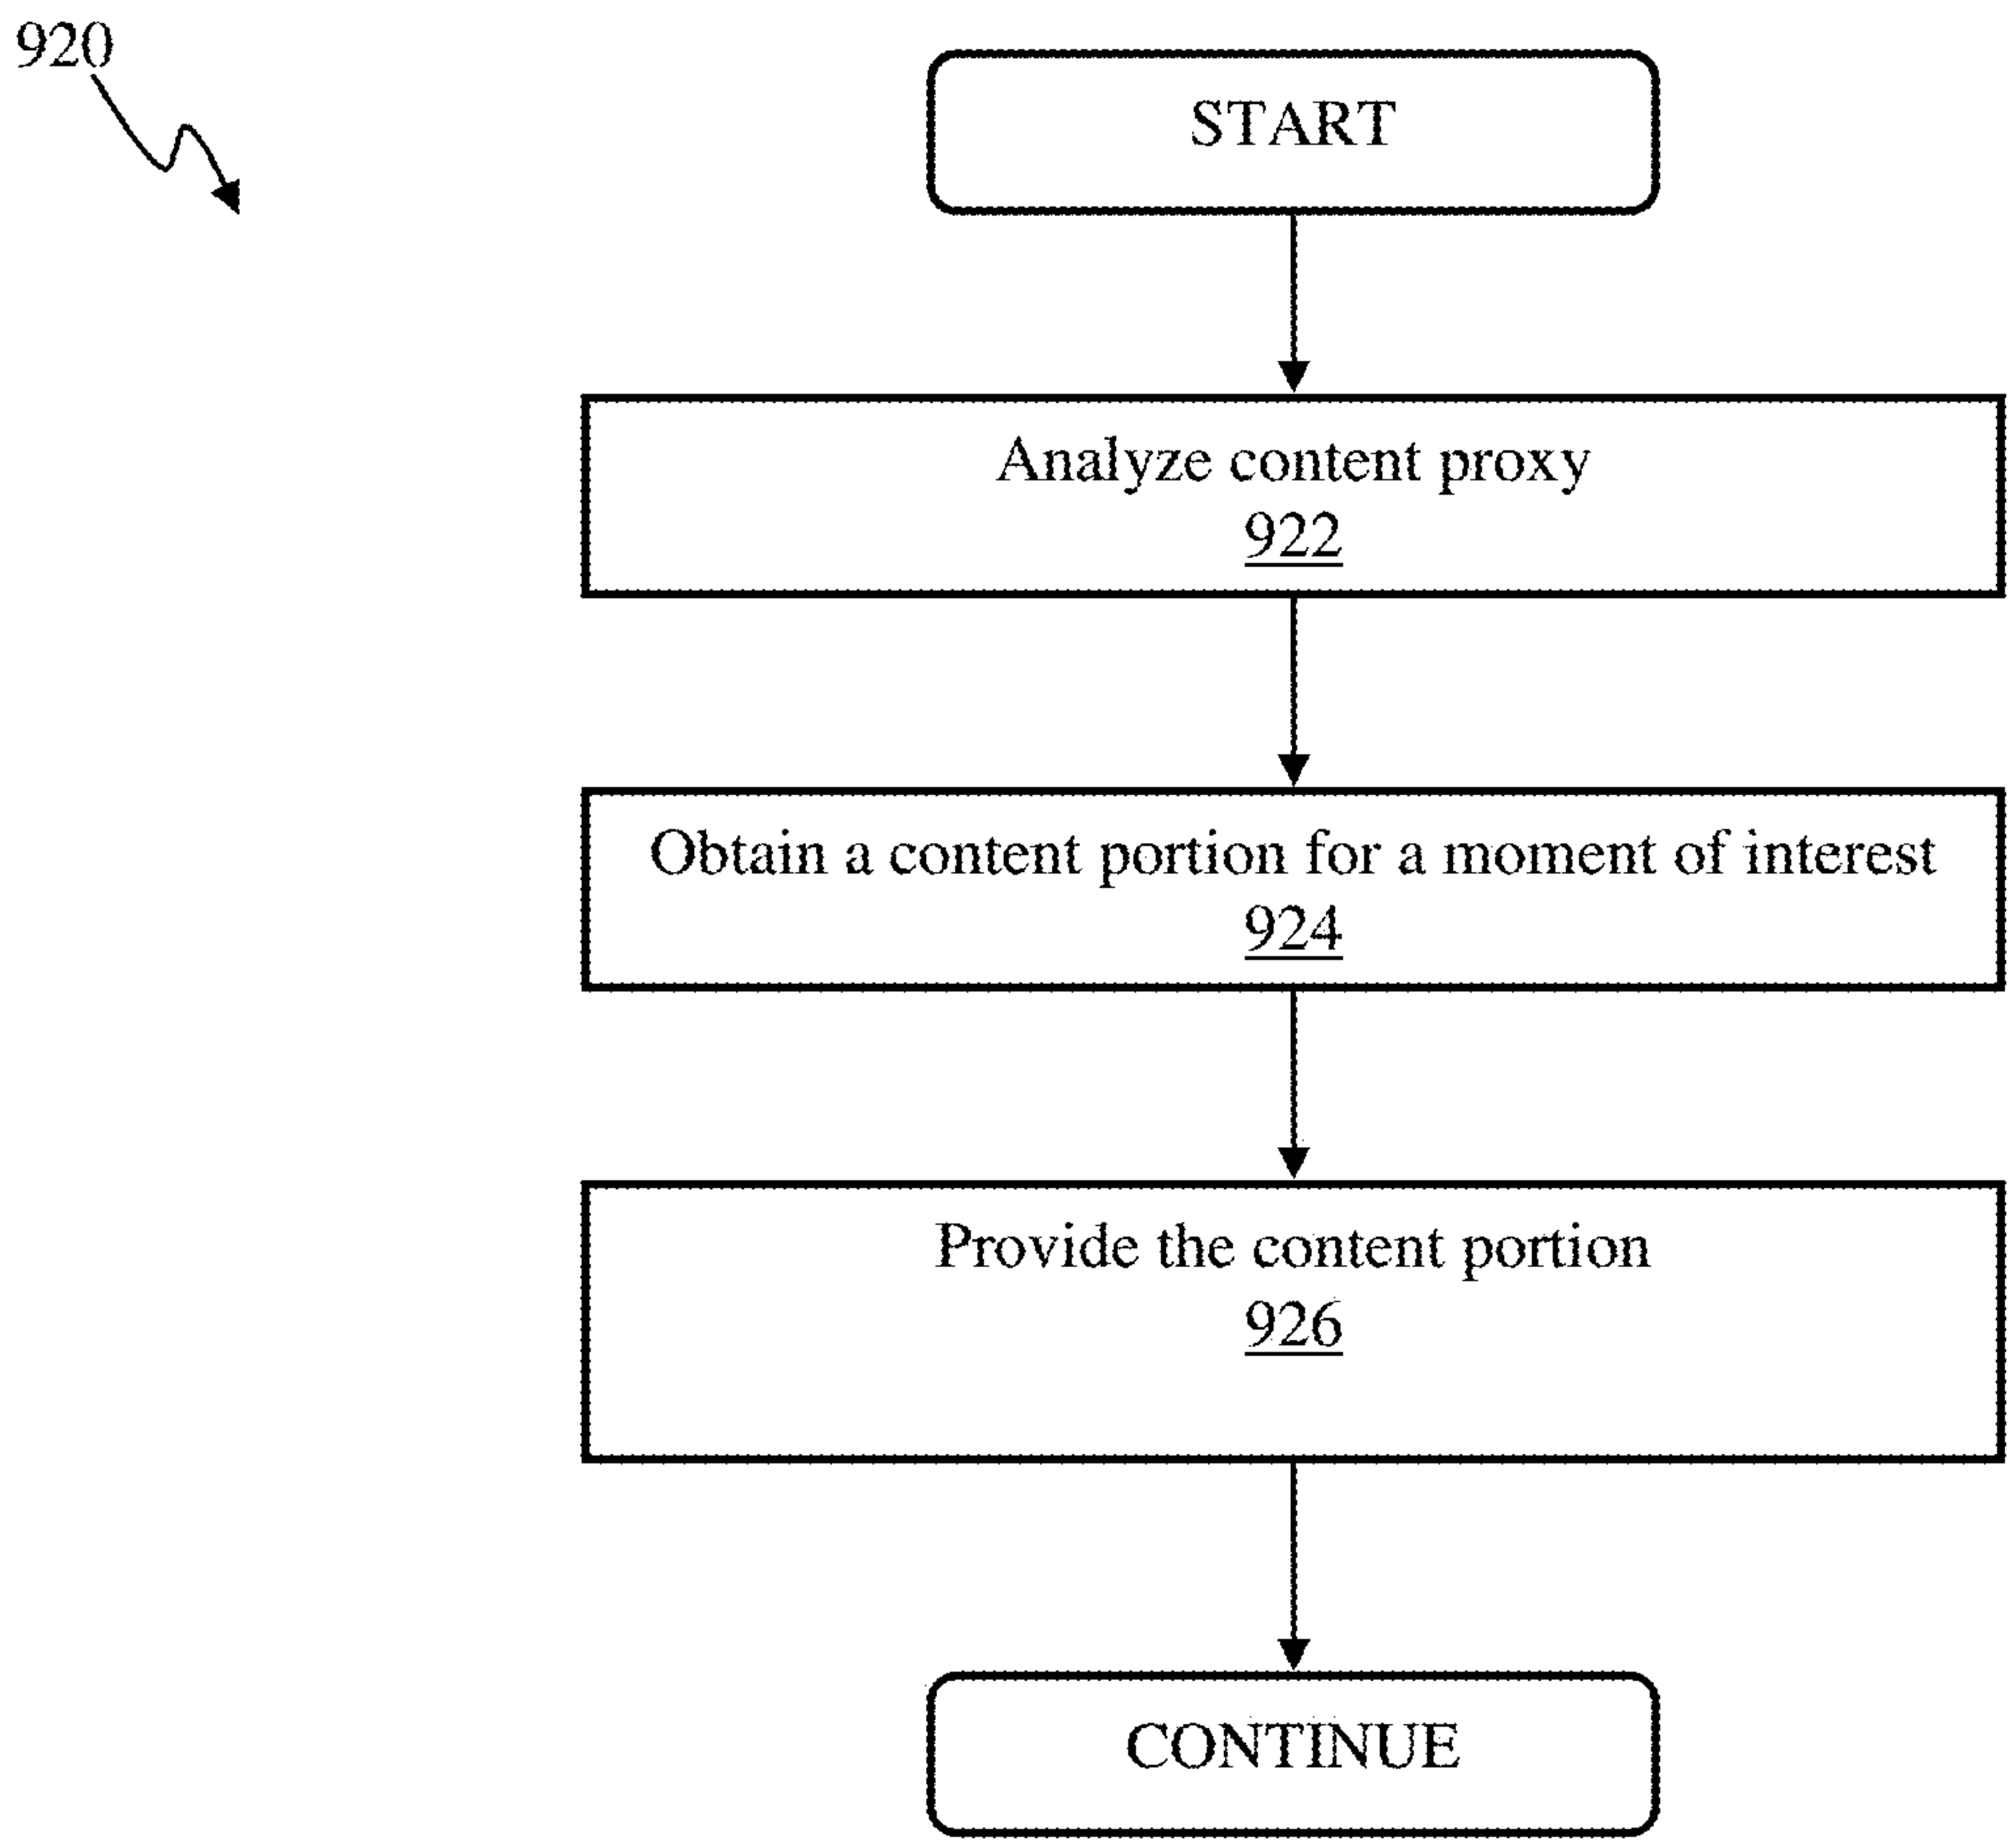 920
START
Analyze content proxy
922
Obtain a content portion for a moment of interest
924
Provide the content portion
926
CONTINUE